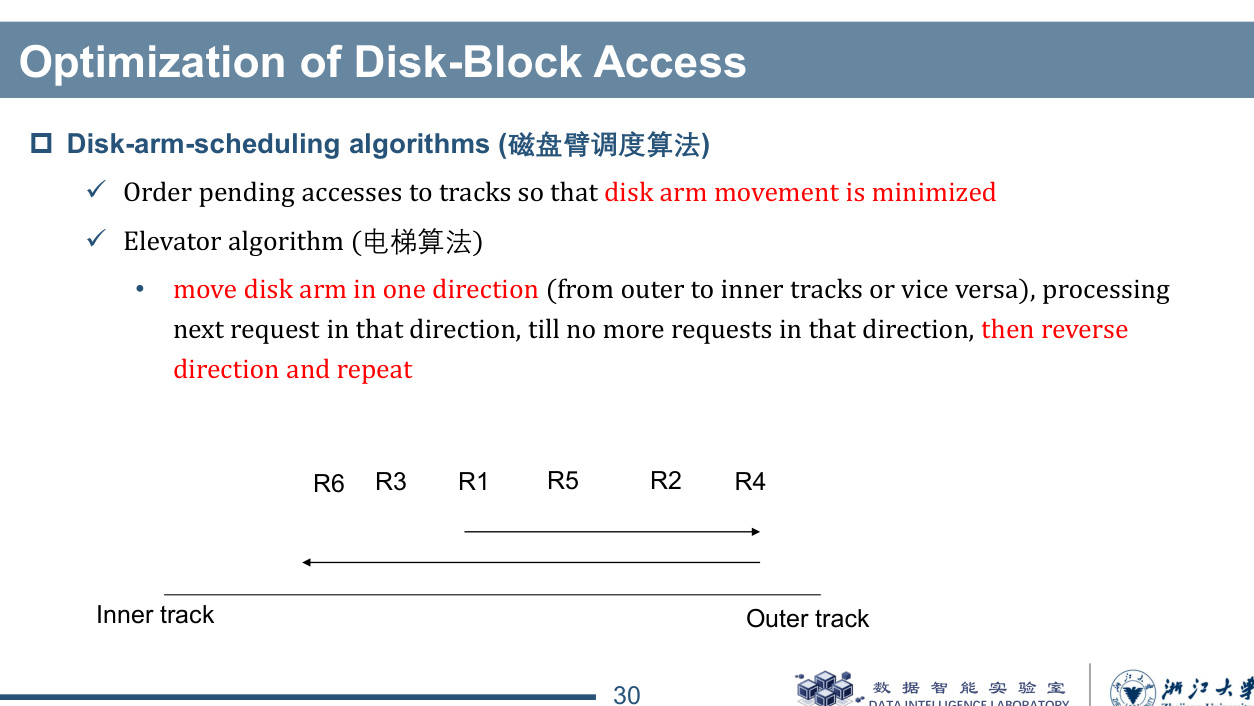 Optimization of Disk-Block Access
Disk-arm-scheduling algorithms (磁盘臂调度算法)
Order pending accesses to tracks so that disk arm movement is minimized
Elevator algorithm (电梯算法)
move disk arm in one direction (from outer to inner tracks or vice versa), processing
next request in that direction, till no more requests in that direction, then reverse
direction and repeat
R6 R3 R1 R5 R2 R4
Inner track
Outer track
30
数据智能实验室
DATA INTELLIGENCE LABORATORY
浙江大学
Zhejiang University